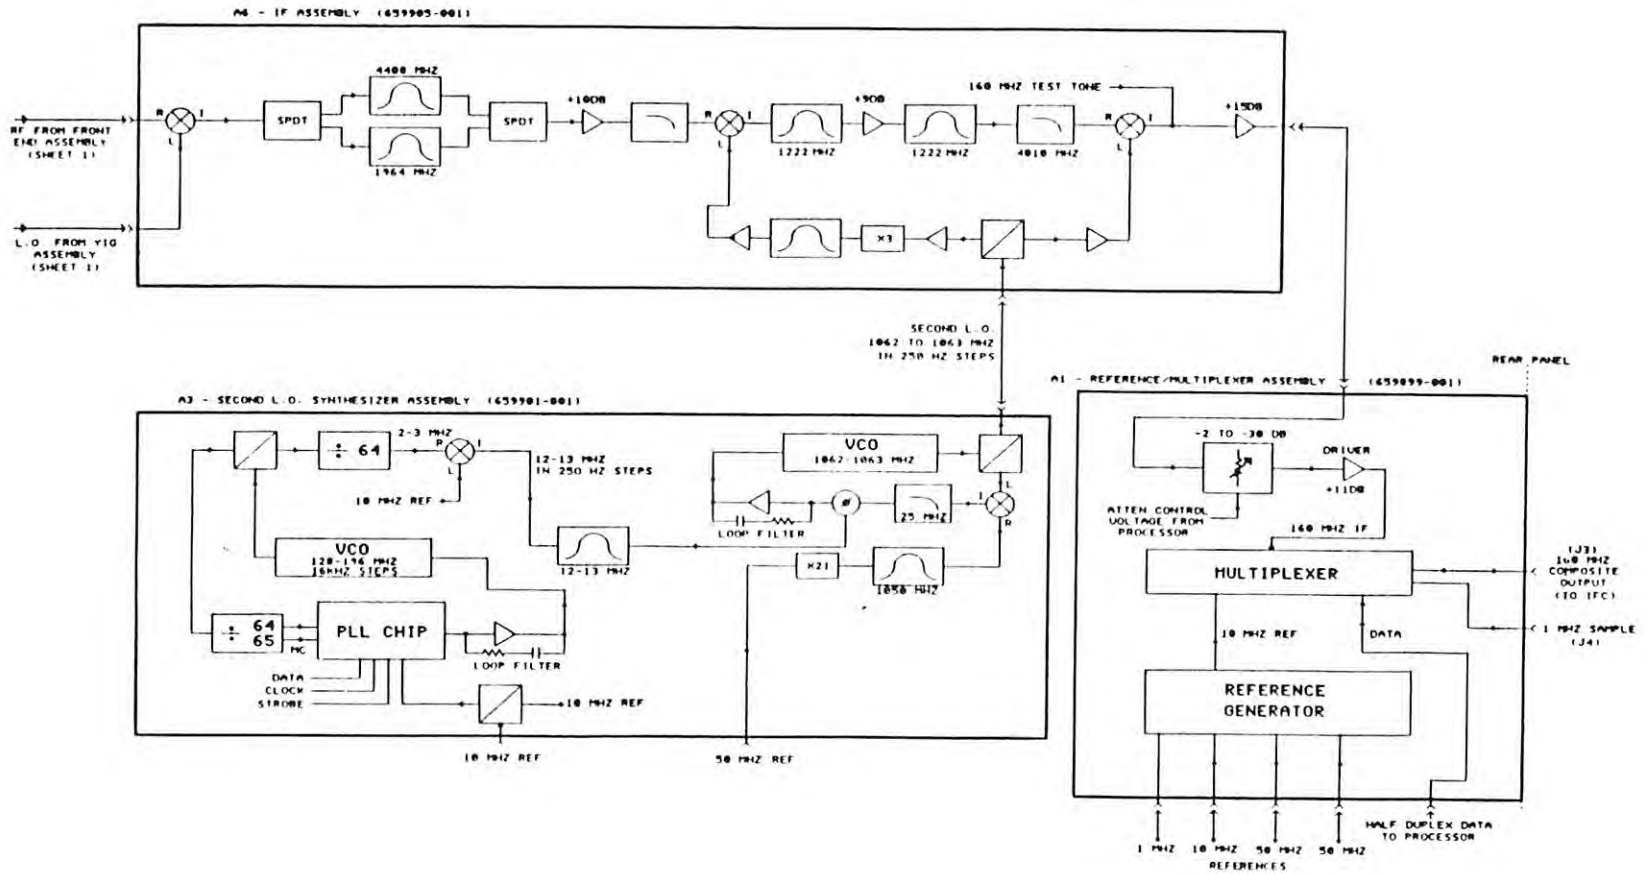 A4 - IF ASSEMBLY (659905-001)
4400 MHZ
160 MHZ TEST TONE
+10DB
+9DB
+15DB
R
I
L
SPDT
SPDT
R
I
L
R
I
L
RF FROM FRONT
END ASSEMBLY
(SHEET 1)
1964 MHZ
1222 MHZ
1222 MHZ
4010 MHZ
L.O. FROM YIG
ASSEMBLY
(SHEET 1)
X3
SECOND L.O.
1062 TO 1063 MHZ
IN 250 HZ STEPS
REAR PANEL
A3 - SECOND L.O. SYNTHESIZER ASSEMBLY (659901-001)
A1 - REFERENCE/MULTIPLEXER ASSEMBLY (659899-001)
÷ 64
2-3 MHZ
R
I
L
12-13 MHZ
IN 250 HZ STEPS
10 MHZ REF
VCO
1062-1063 MHZ
Ø
25 MHZ
I
L
R
LOOP FILTER
-2 TO -30 DB
DRIVER
+11DB
ATTEN CONTROL
VOLTAGE FROM
PROCESSOR
160 MHZ IF
VCO
128-196 MHZ
16KHZ STEPS
12-13 MHZ
X21
1050 MHZ
MULTIPLEXER
(J3)
160 MHZ
COMPOSITE
OUTPUT
(TO IFC)
÷ 64
65
MC
PLL CHIP
LOOP FILTER
10 MHZ REF
DATA
1 MHZ SAMPLE
(J4)
DATA
CLOCK
STROBE
10 MHZ REF
REFERENCE
GENERATOR
10 MHZ REF
50 MHZ REF
HALF DUPLEX DATA
TO PROCESSOR
1 MHZ
10 MHZ
50 MHZ
50 MHZ
REFERENCES